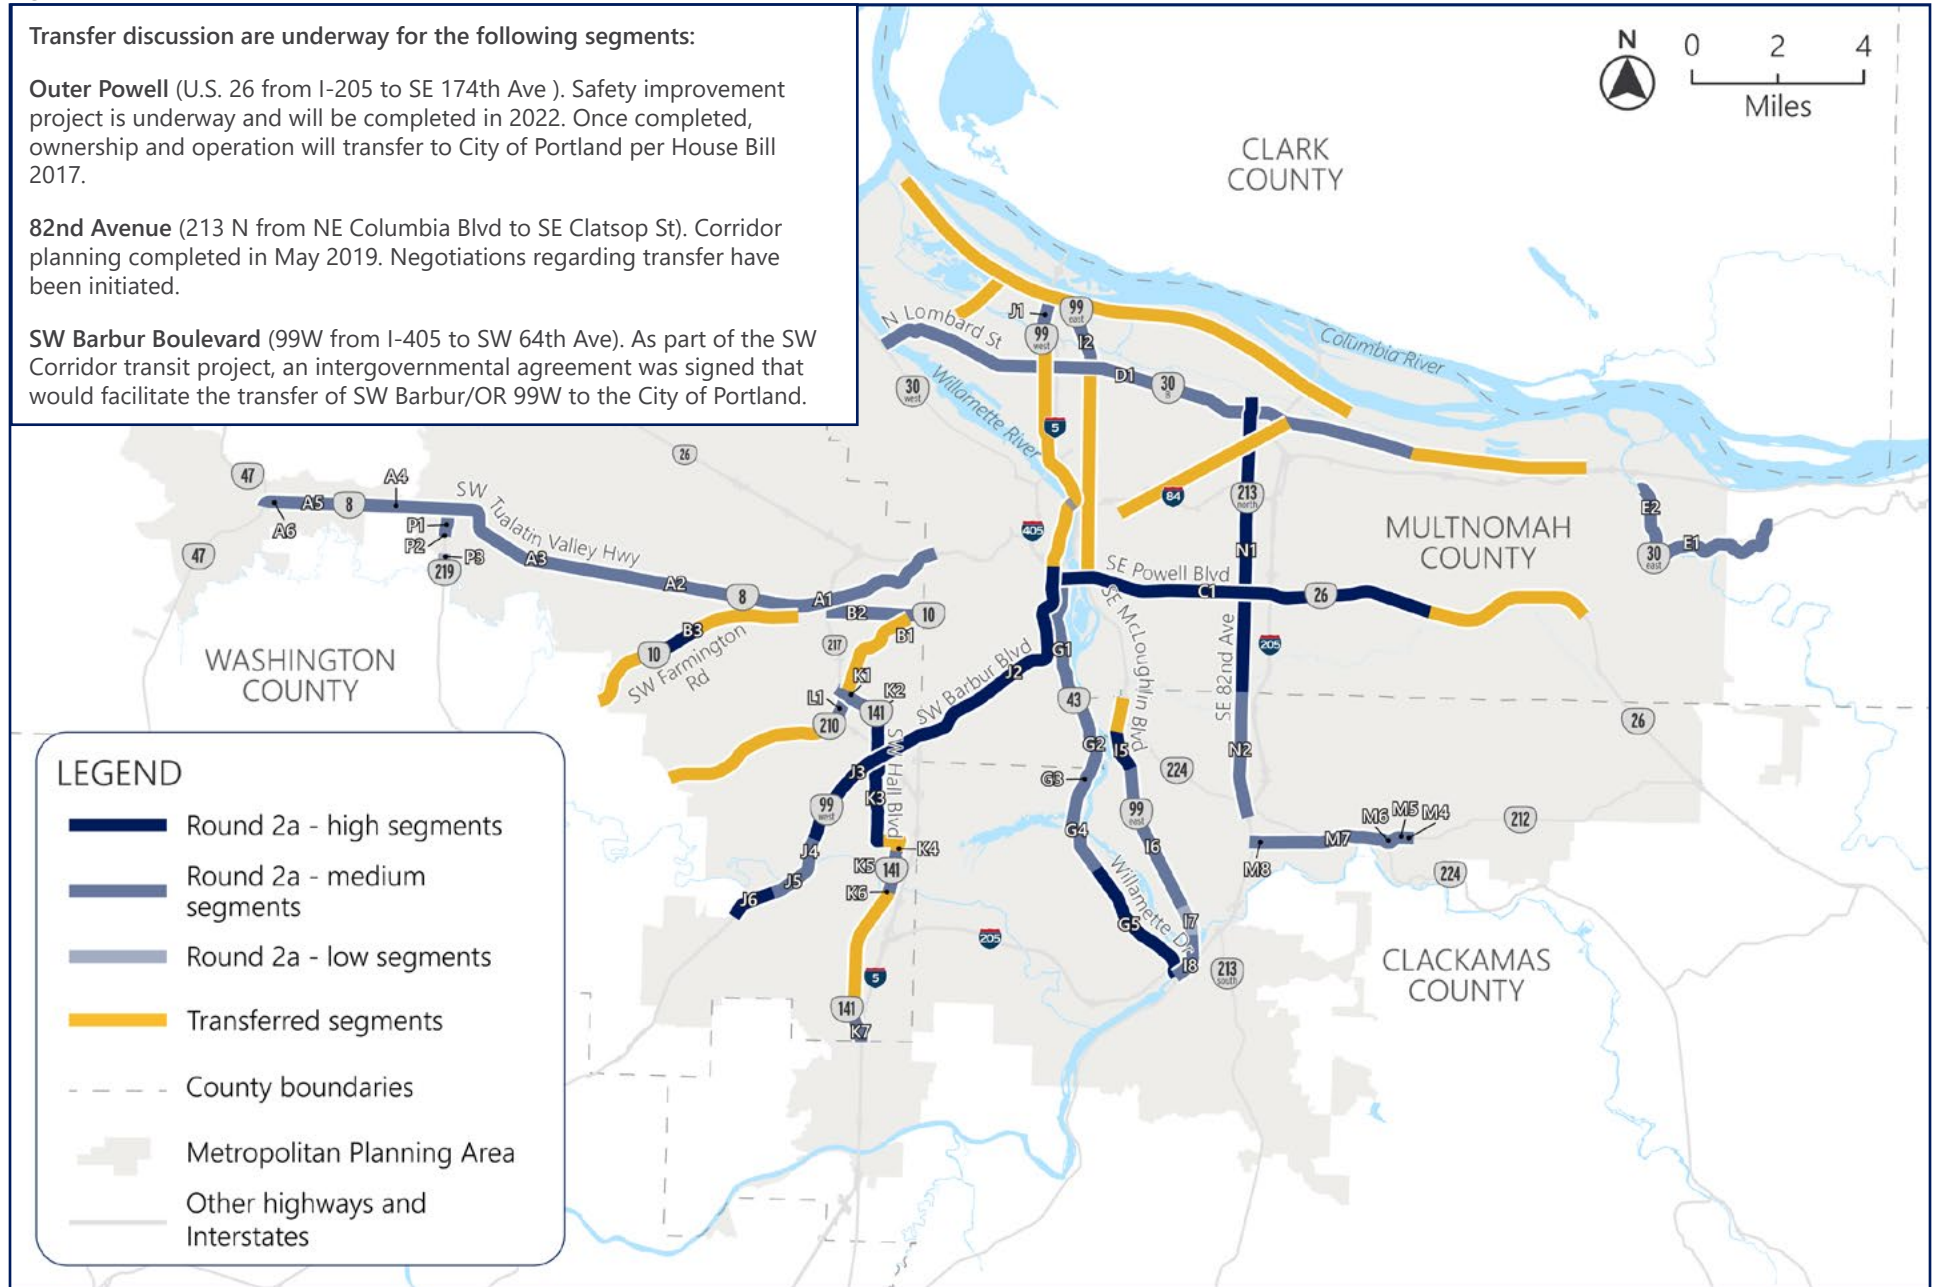 Transfer discussion are underway for the following segments:
Outer Powell (U.S. 26 from I-205 to SE 174th Ave ). Safety improvement
project is underway and will be completed in 2022. Once completed,
ownership and operation will transfer to City of Portland per House Bill
2017.
82nd Avenue (213 N from NE Columbia Blvd to SE Clatsop St). Corridor
planning completed in May 2019. Negotiations regarding transfer have
been initiated.
SW Barbur Boulevard (99W from I-405 to SW 64th Ave). As part of the SW
Corridor transit project, an intergovernmental agreement was signed that
would facilitate the transfer of SW Barbur/OR 99W to the City of Portland.
N
0 2 4
Miles
CLARK
COUNTY
J1
99
east
N Lombard St
99
west
I2
Columbia River
D1
30
B
30
west
Willamette River
5
26
47
A4
A5
8
A6
SW Tualatin Valley Hwy
P1
P2
P3
219
47
A3
A2
8
A1
405
84
213
north
N1
MULTNOMAH
COUNTY
E2
E1
30
east
SE Powell Blvd
C1
26
B2
10
B1
B3
10
SW Farmington
Rd
217
WASHINGTON
COUNTY
K1
K2
L1
141
210
SW Barbur Blvd
J2
G1
SE McLoughlin Blvd
SE 82nd Ave
205
43
26
G2
I5
N2
224
G3
SW Hall Blvd
J3
K3
99
west
99
east
G4
I6
J4
K4
K5
141
J5
K6
J6
M6
M5
M4
212
M7
M8
224
Willamette Dr
G5
I7
I8
205
213
south
CLACKAMAS
COUNTY
5
141
K7
LEGEND
Round 2a - high segments
Round 2a - medium
segments
Round 2a - low segments
Transferred segments
County boundaries
Metropolitan Planning Area
Other highways and
Interstates